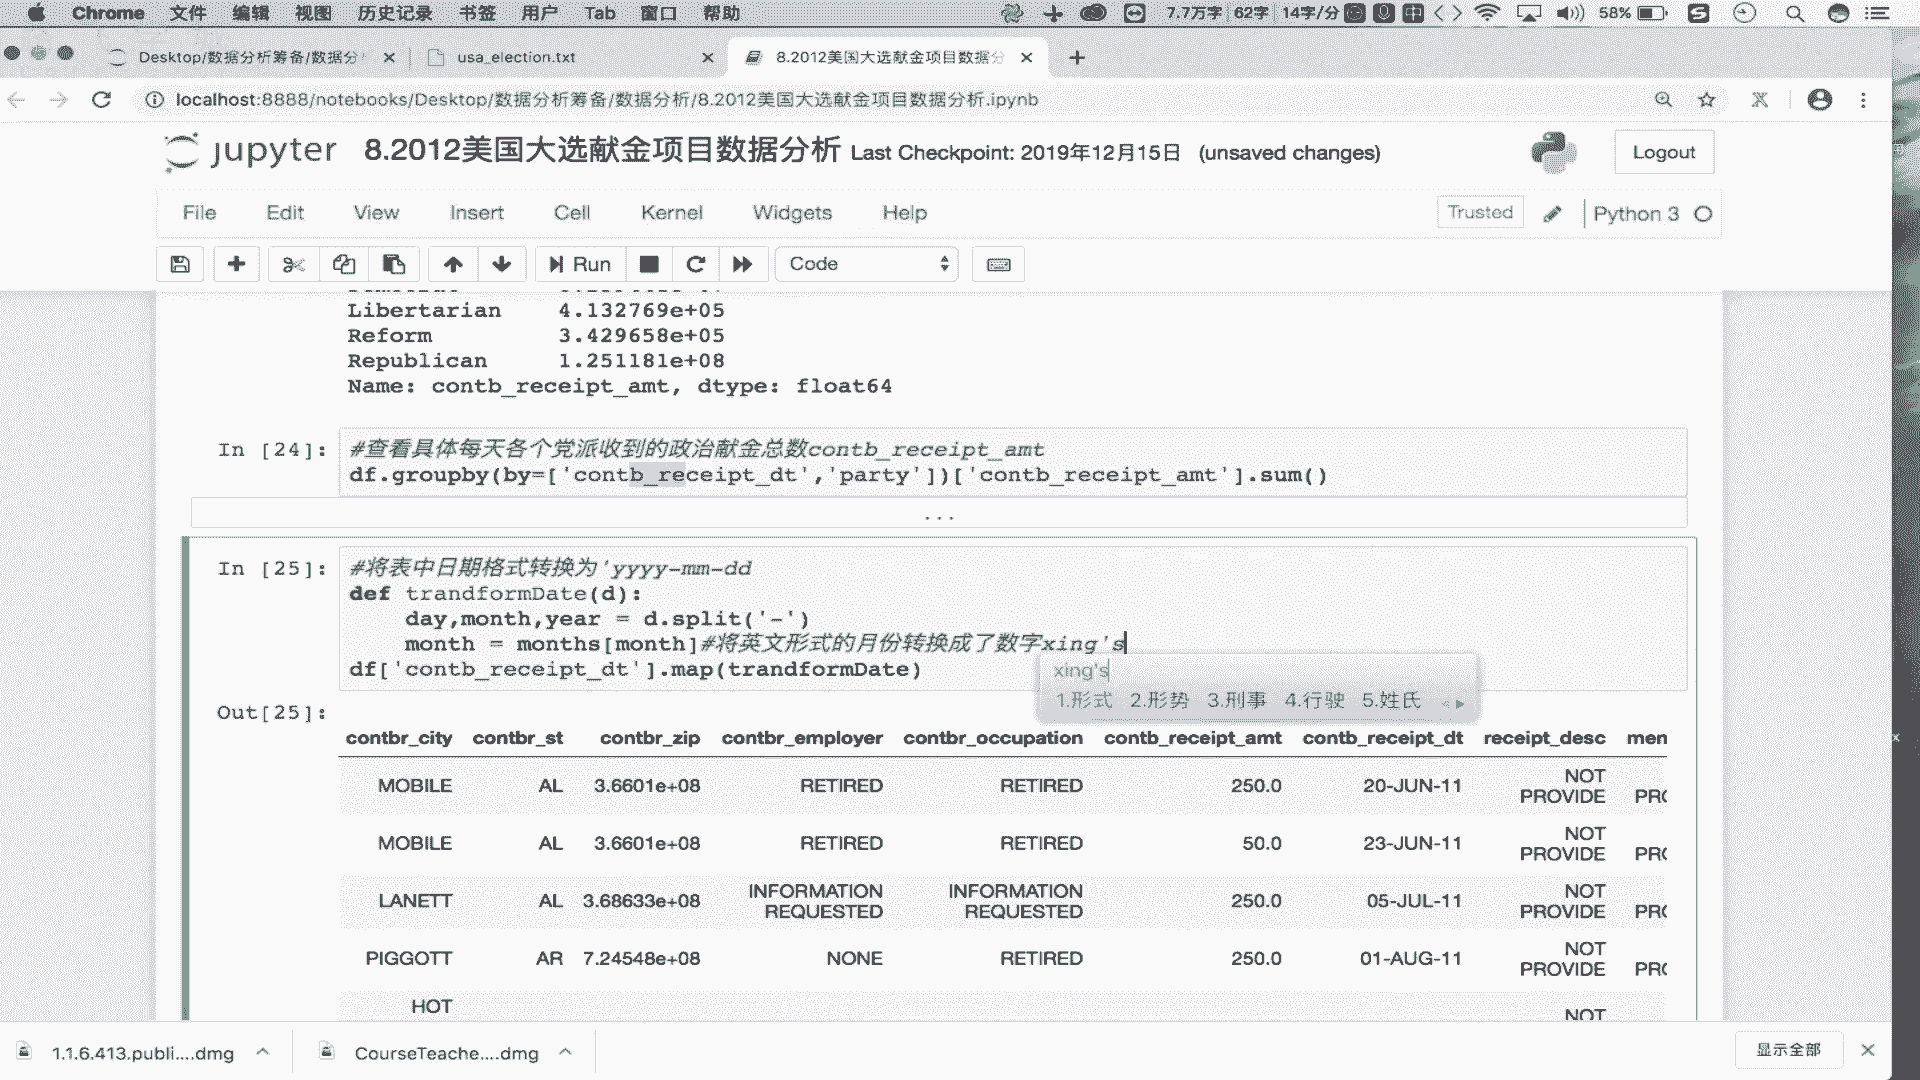 Chrome 文件 编辑 视图 历史记录 书签 用户 Tab 窗口 帮助 7.7万字 62字 14字/分 中 58% S
Desktop/数据分析筹备/数据分 usa_election.txt 8.2012美国大选献金项目数据分
localhost:8888/notebooks/Desktop/数据分析筹备/数据分析/8.2012美国大选献金项目数据分析.ipynb
jupyter 8.2012美国大选献金项目数据分析 Last Checkpoint: 2019年12月15日 (unsaved changes) Logout
File Edit View Insert Cell Kernel Widgets Help Trusted Python 3
Run Code
Libertarian 4.132769e+05
Reform 3.429658e+05
Republican 1.251181e+08
Name: contb_receipt_amt, dtype: float64
In [24]: #查看具体每天各个党派收到的政治献金总数contb_receipt_amt
df.groupby(by=['contb_receipt_dt','party'])['contb_receipt_amt'].sum()
...
In [25]: #将表中日期格式转换为'yyyy-mm-dd
def trandformDate(d):
day,month,year = d.split('-')
month = months[month]#将英文形式的月份转换成了数字xing's
df['contb_receipt_dt'].map(trandformDate)
xing's
1.形式 2.形势 3.刑事 4.行驶 5.姓氏
Out[25]:
contbr_city contbr_st contbr_zip contbr_employer contbr_occupation contb_receipt_amt contb_receipt_dt receipt_desc men
MOBILE AL 3.6601e+08 RETIRED RETIRED 250.0 20-JUN-11 NOT PROVIDE PRO
MOBILE AL 3.6601e+08 RETIRED RETIRED 50.0 23-JUN-11 NOT PROVIDE PRO
LANETT AL 3.68633e+08 INFORMATION REQUESTED INFORMATION REQUESTED 250.0 05-JUL-11 NOT PROVIDE PRO
PIGGOTT AR 7.24548e+08 NONE RETIRED 250.0 01-AUG-11 NOT PROVIDE PRO
HOT NOT
1.1.6.413.publi....dmg CourseTeache....dmg 显示全部